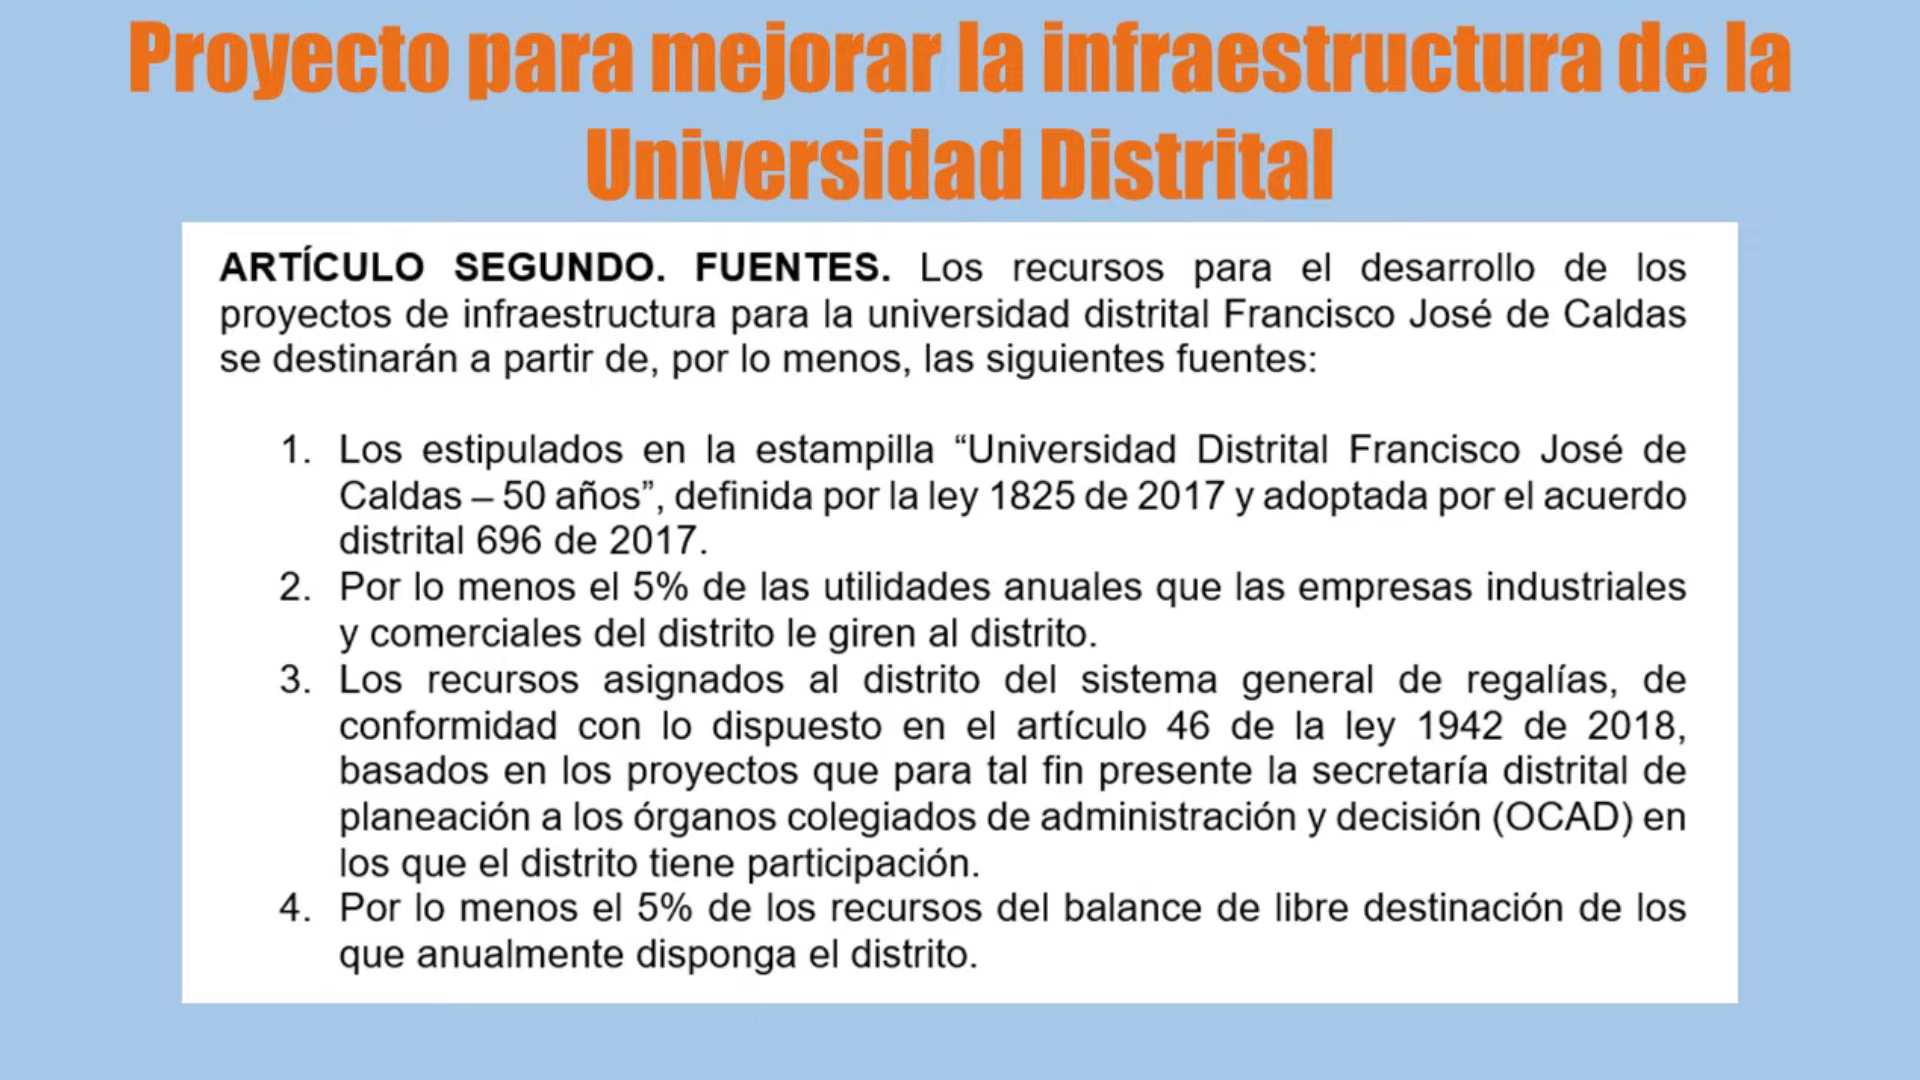 Proyecto para mejorar la infraestructura de la
Universidad Distrital
ARTÍCULO SEGUNDO. FUENTES. Los recursos para el desarrollo de los
proyectos de infraestructura para la universidad distrital Francisco José de Caldas
se destinarán a partir de, por lo menos, las siguientes fuentes:
1. Los estipulados en la estampilla “Universidad Distrital Francisco José de
Caldas – 50 años”, definida por la ley 1825 de 2017 y adoptada por el acuerdo
distrital 696 de 2017.
2. Por lo menos el 5% de las utilidades anuales que las empresas industriales
y comerciales del distrito le giren al distrito.
3. Los recursos asignados al distrito del sistema general de regalías, de
conformidad con lo dispuesto en el artículo 46 de la ley 1942 de 2018,
basados en los proyectos que para tal fin presente la secretaría distrital de
planeación a los órganos colegiados de administración y decisión (OCAD) en
los que el distrito tiene participación.
4. Por lo menos el 5% de los recursos del balance de libre destinación de los
que anualmente disponga el distrito.